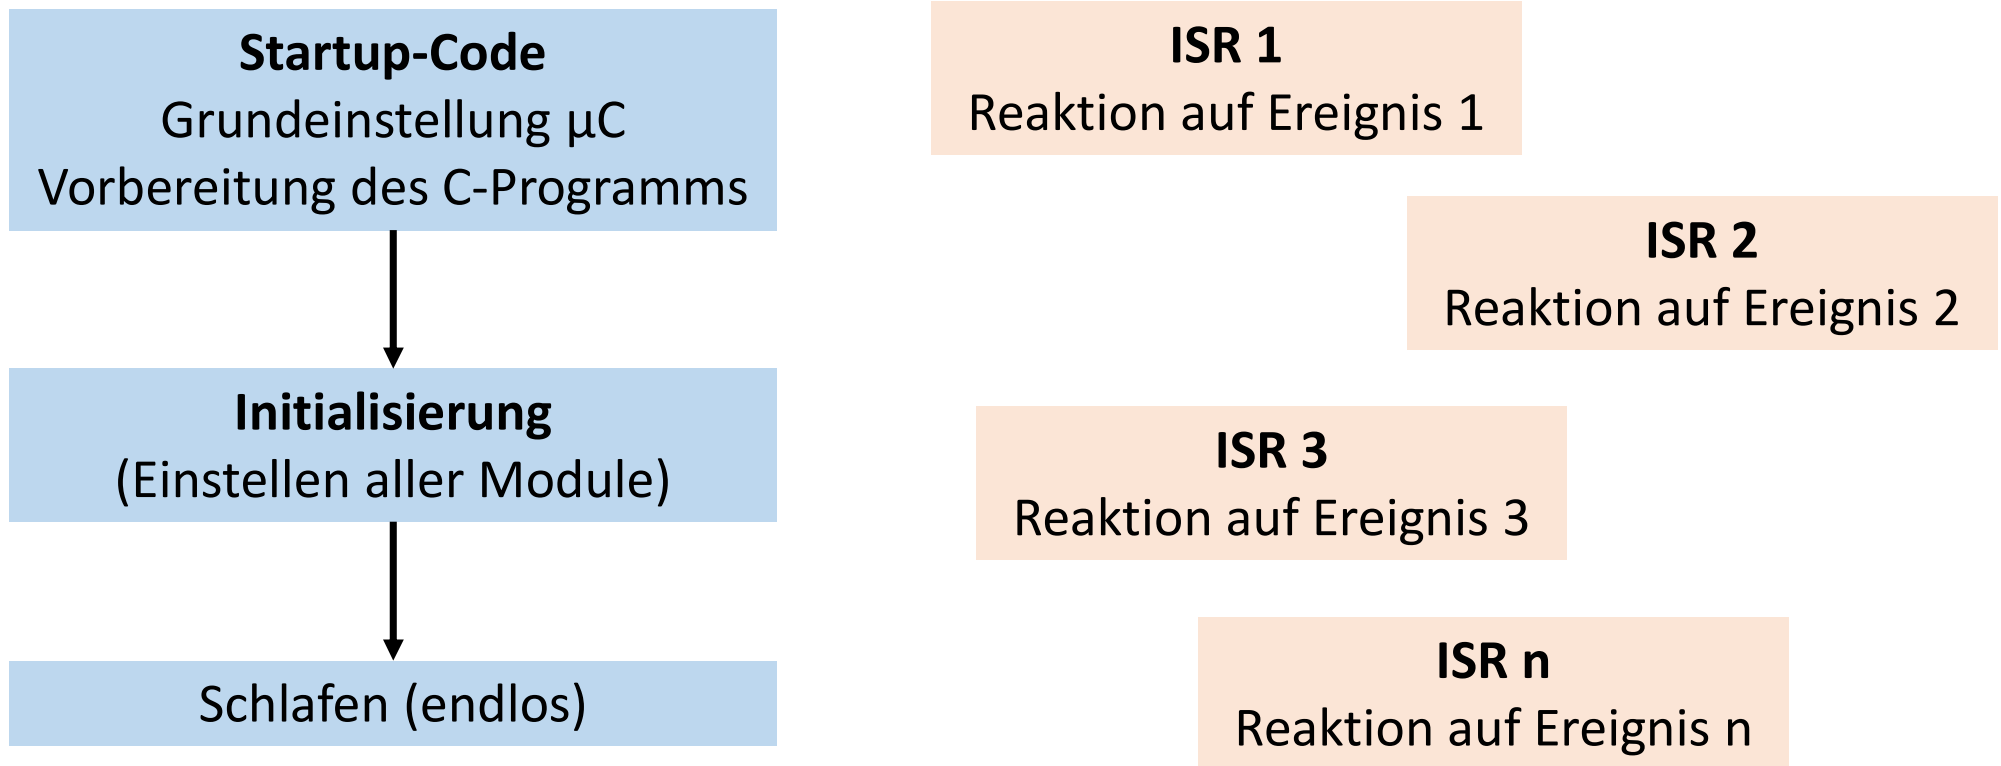 Startup-Code
Grundeinstellung µC
Vorbereitung des C-Programms
Initialisierung
(Einstellen aller Module)
Schlafen (endlos)
ISR 1
Reaktion auf Ereignis 1
ISR 2
Reaktion auf Ereignis 2
ISR 3
Reaktion auf Ereignis 3
ISR n
Reaktion auf Ereignis n